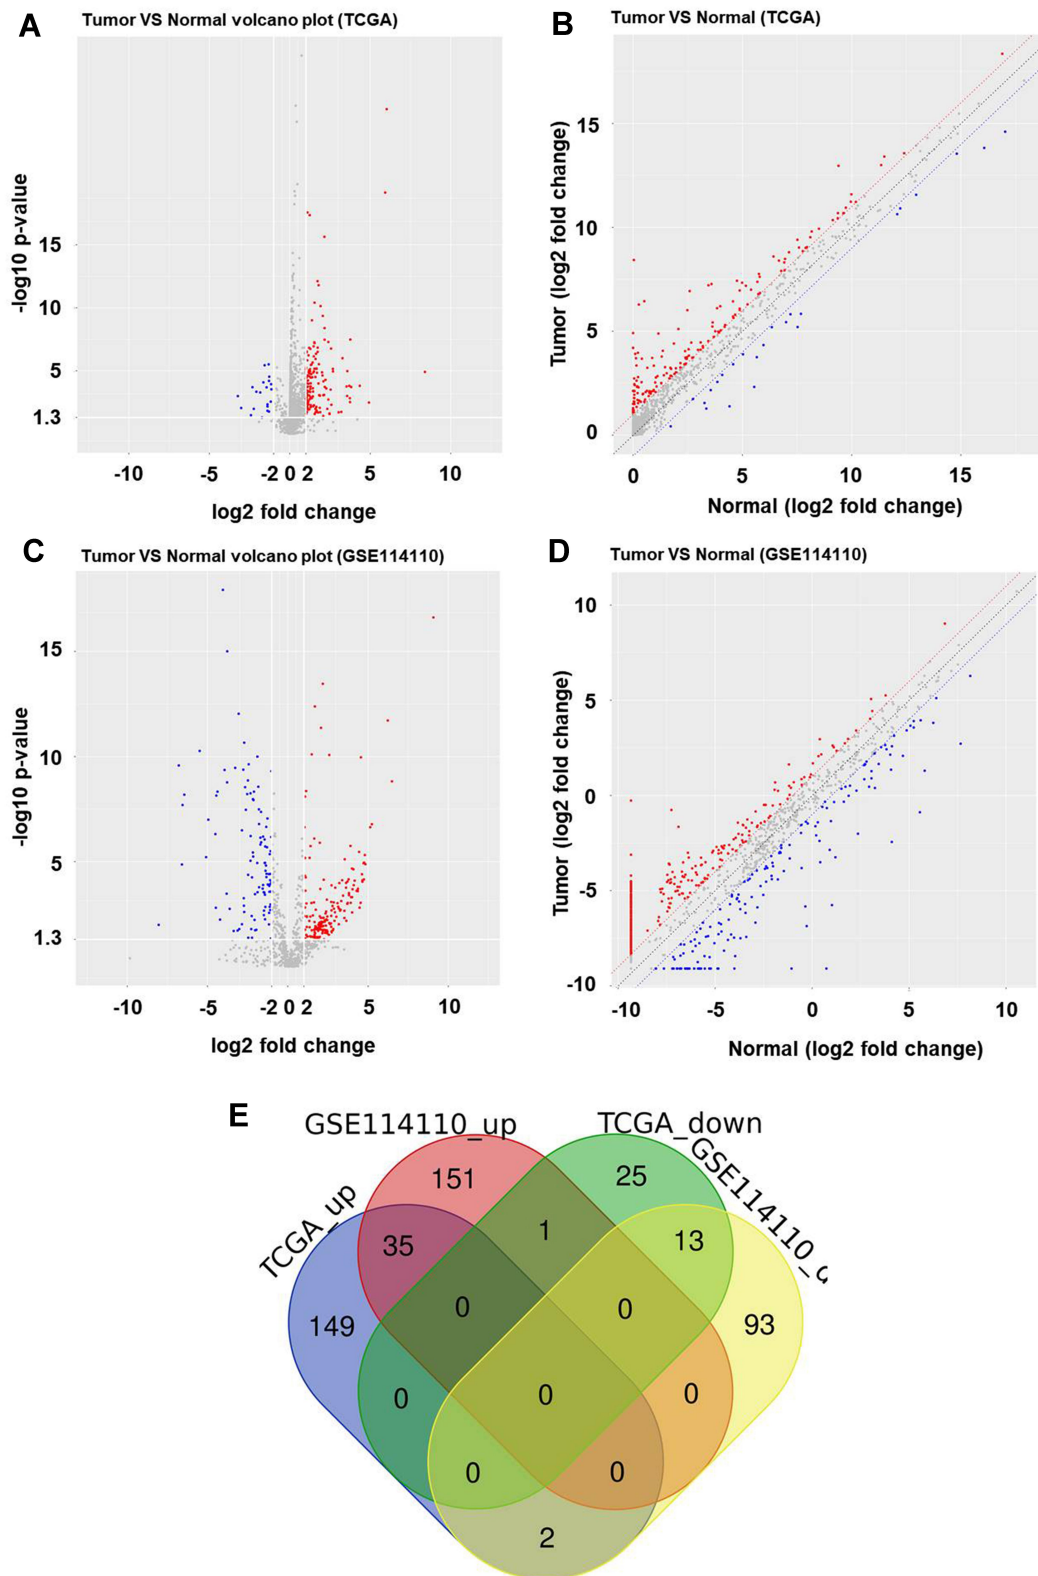 A
Tumor VS Normal volcano plot (TCGA)
-log10 p-value
15
10
5
1.3
-10 -5 -2 0 2 5 10
log2 fold change
B
Tumor VS Normal (TCGA)
Tumor (log2 fold change)
15
10
5
0
0 5 10 15
Normal (log2 fold change)
C
Tumor VS Normal volcano plot (GSE114110)
-log10 p-value
15
10
5
1.3
-10 -5 -2 0 2 5 10
log2 fold change
D
Tumor VS Normal (GSE114110)
Tumor (log2 fold change)
10
5
0
-5
-10
-10 -5 0 5 10
Normal (log2 fold change)
E
GSE114110_up
TCGA_down
TCGA_up
GSE114110_
151
25
35
1
13
149
0
0
93
0
0
0
0
0
2